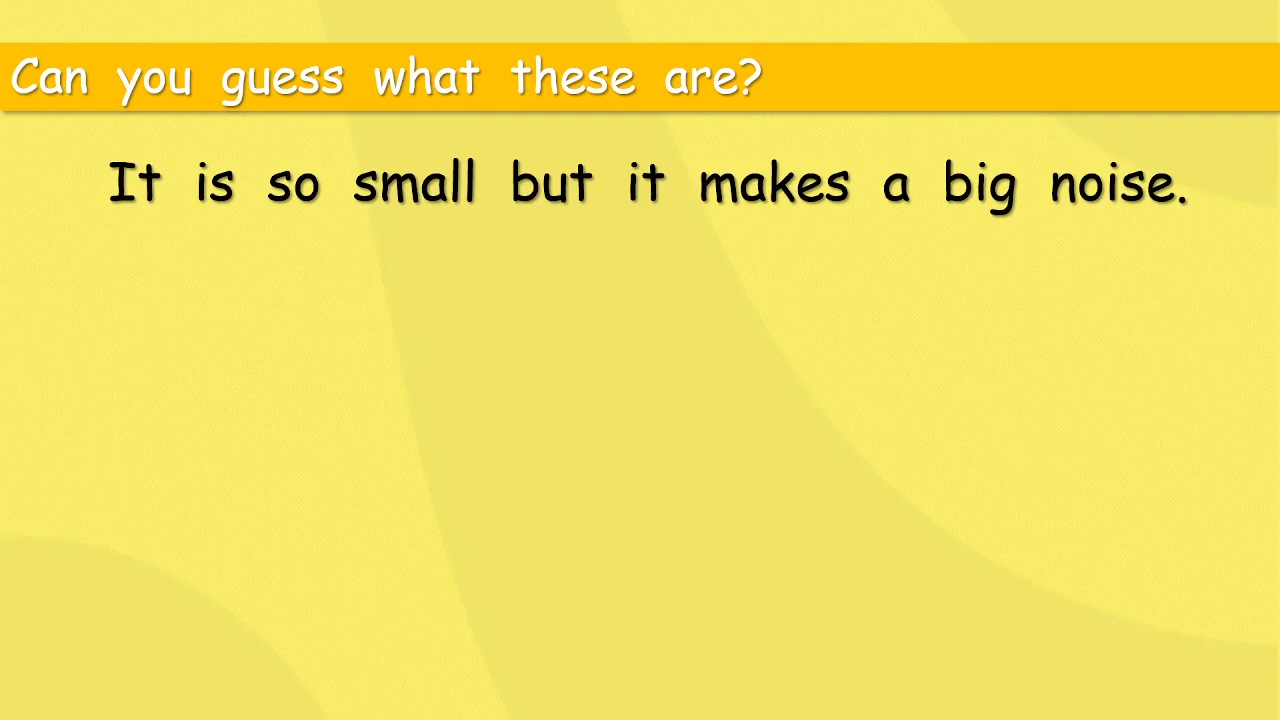 Can you guess what these are?
It is so small but it makes a big noise.